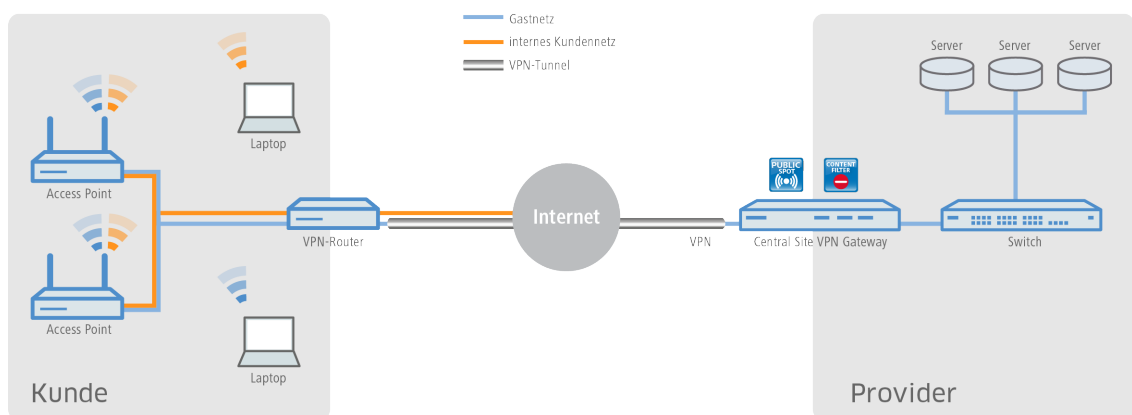 Gastnetz
internes Kundennetz
VPN-Tunnel
Server
Server
Server
Laptop
PUBLIC
SPOT
CONTENT
FILTER
Access Point
Internet
VPN-Router
VPN
Central Site VPN Gateway
Switch
Access Point
Laptop
Kunde
Provider